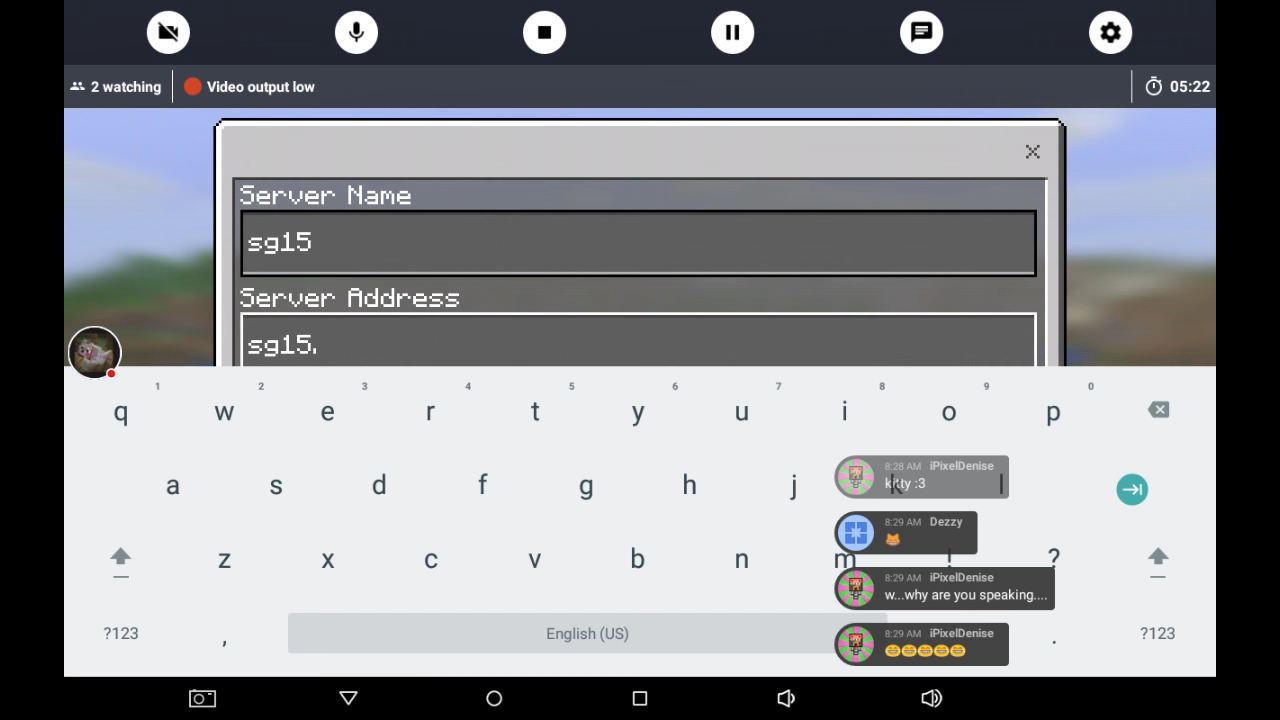 2 watching
Video output low
05:22
Server Name
sg15
Server Address
sg15.
1 2 3 4 5 6 7 8 9 0
q w e r t y u i o p
a s d f g h j k l
8:28 AM iPixelDenise
kitty :3
8:29 AM Dezzy
🐱
z x c v b n m ! ?
8:29 AM iPixelDenise
w...why are you speaking....
?123 , English (US) . ?123
8:29 AM iPixelDenise
😂😂😂😂😂